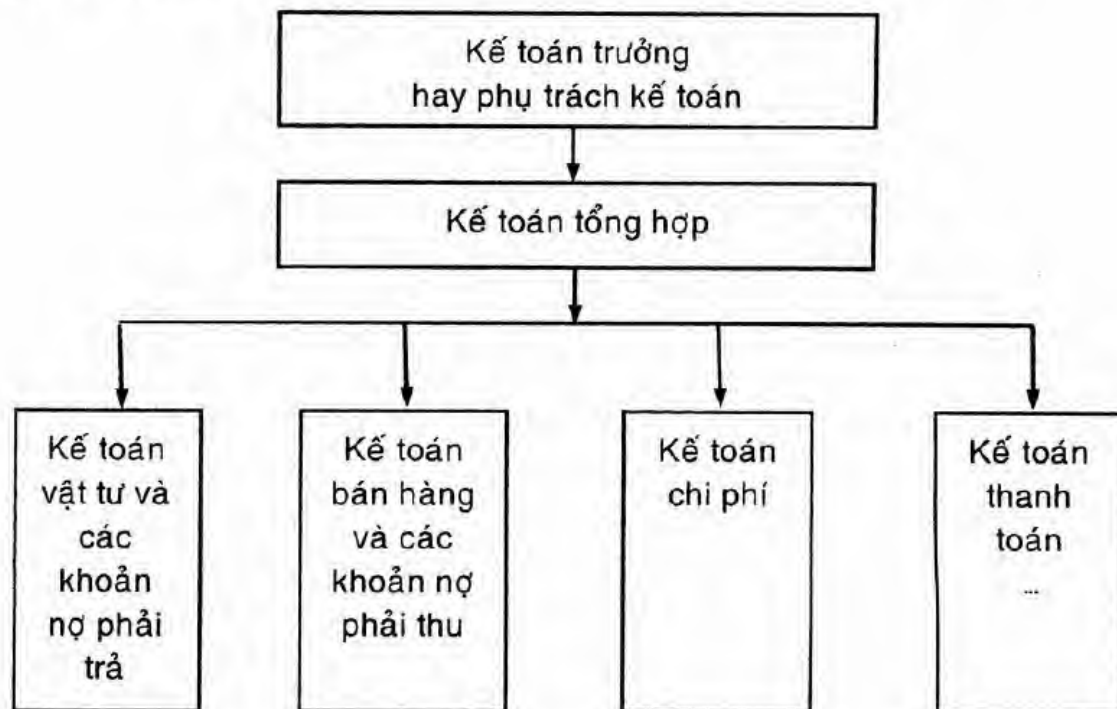 Kế toán trưởng
hay phụ trách kế toán
Kế toán tổng hợp
Kế toán
vật tư và
các
khoản
nợ phải
trả
Kế toán
bán hàng
và các
khoản nợ
phải thu
Kế toán
chi phí
Kế toán
thanh
toán
...